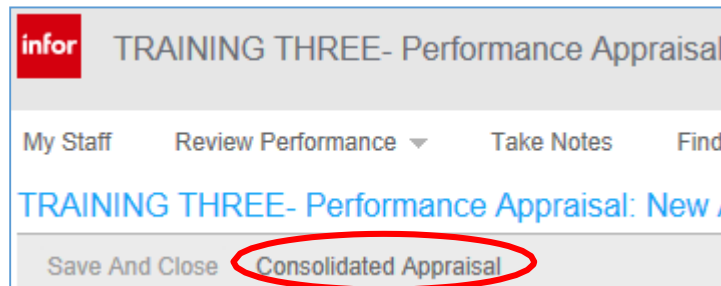 infor TRAINING THREE- Performance Appraisal
My Staff Review Performance Take Notes Find
TRAINING THREE- Performance Appraisal: New
Save And Close Consolidated Appraisal